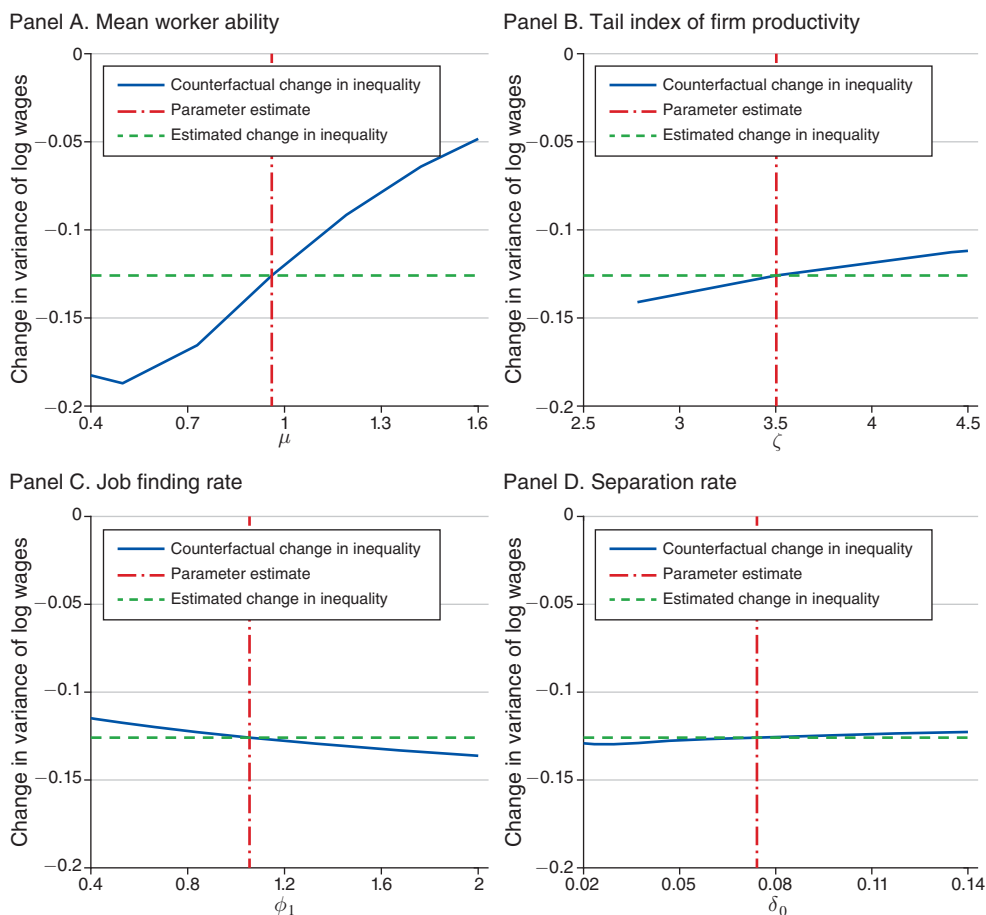 Panel A. Mean worker ability
Change in variance of log wages
0
−0.05
−0.1
−0.15
−0.2
Counterfactual change in inequality
Parameter estimate
Estimated change in inequality
0.4 0.7 1 1.3 1.6
μ
Panel B. Tail index of firm productivity
Change in variance of log wages
0
−0.05
−0.1
−0.15
−0.2
Counterfactual change in inequality
Parameter estimate
Estimated change in inequality
2.5 3 3.5 4 4.5
ζ
Panel C. Job finding rate
Change in variance of log wages
0
−0.05
−0.1
−0.15
−0.2
Counterfactual change in inequality
Parameter estimate
Estimated change in inequality
0.4 0.8 1.2 1.6 2
ϕ₁
Panel D. Separation rate
Change in variance of log wages
0
−0.05
−0.1
−0.15
−0.2
Counterfactual change in inequality
Parameter estimate
Estimated change in inequality
0.02 0.05 0.08 0.11 0.14
δ₀